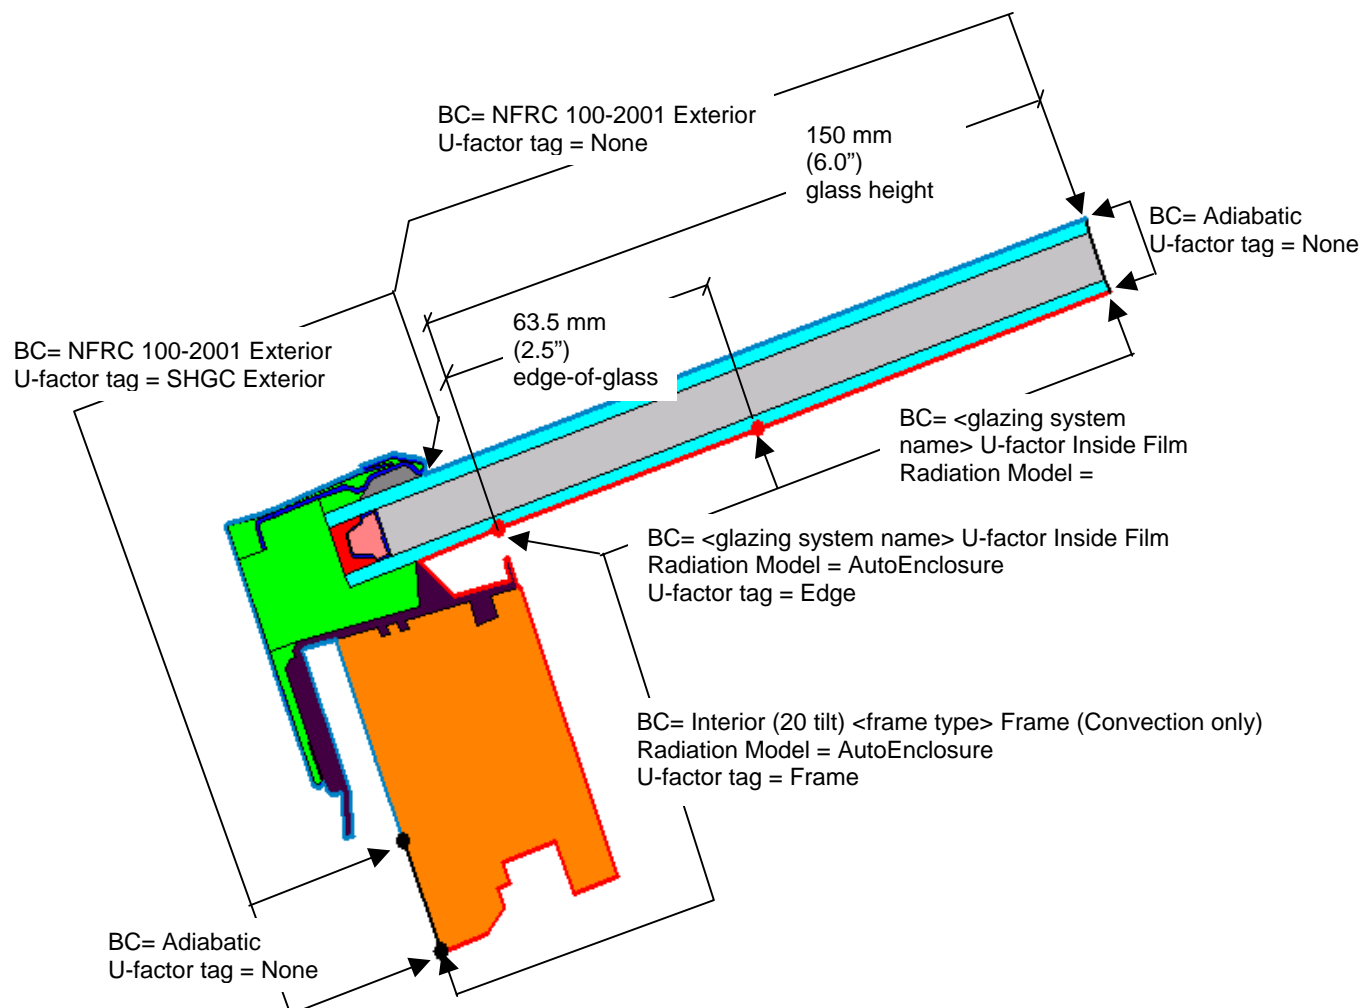 BC= NFRC 100-2001 Exterior
U-factor tag = None
150 mm
(6.0”)
glass height
BC= Adiabatic
U-factor tag = None
63.5 mm
(2.5”)
edge-of-glass
BC= NFRC 100-2001 Exterior
U-factor tag = SHGC Exterior
BC= <glazing system
name> U-factor Inside Film
Radiation Model =
BC= <glazing system name> U-factor Inside Film
Radiation Model = AutoEnclosure
U-factor tag = Edge
BC= Interior (20 tilt) <frame type> Frame (Convection only)
Radiation Model = AutoEnclosure
U-factor tag = Frame
BC= Adiabatic
U-factor tag = None